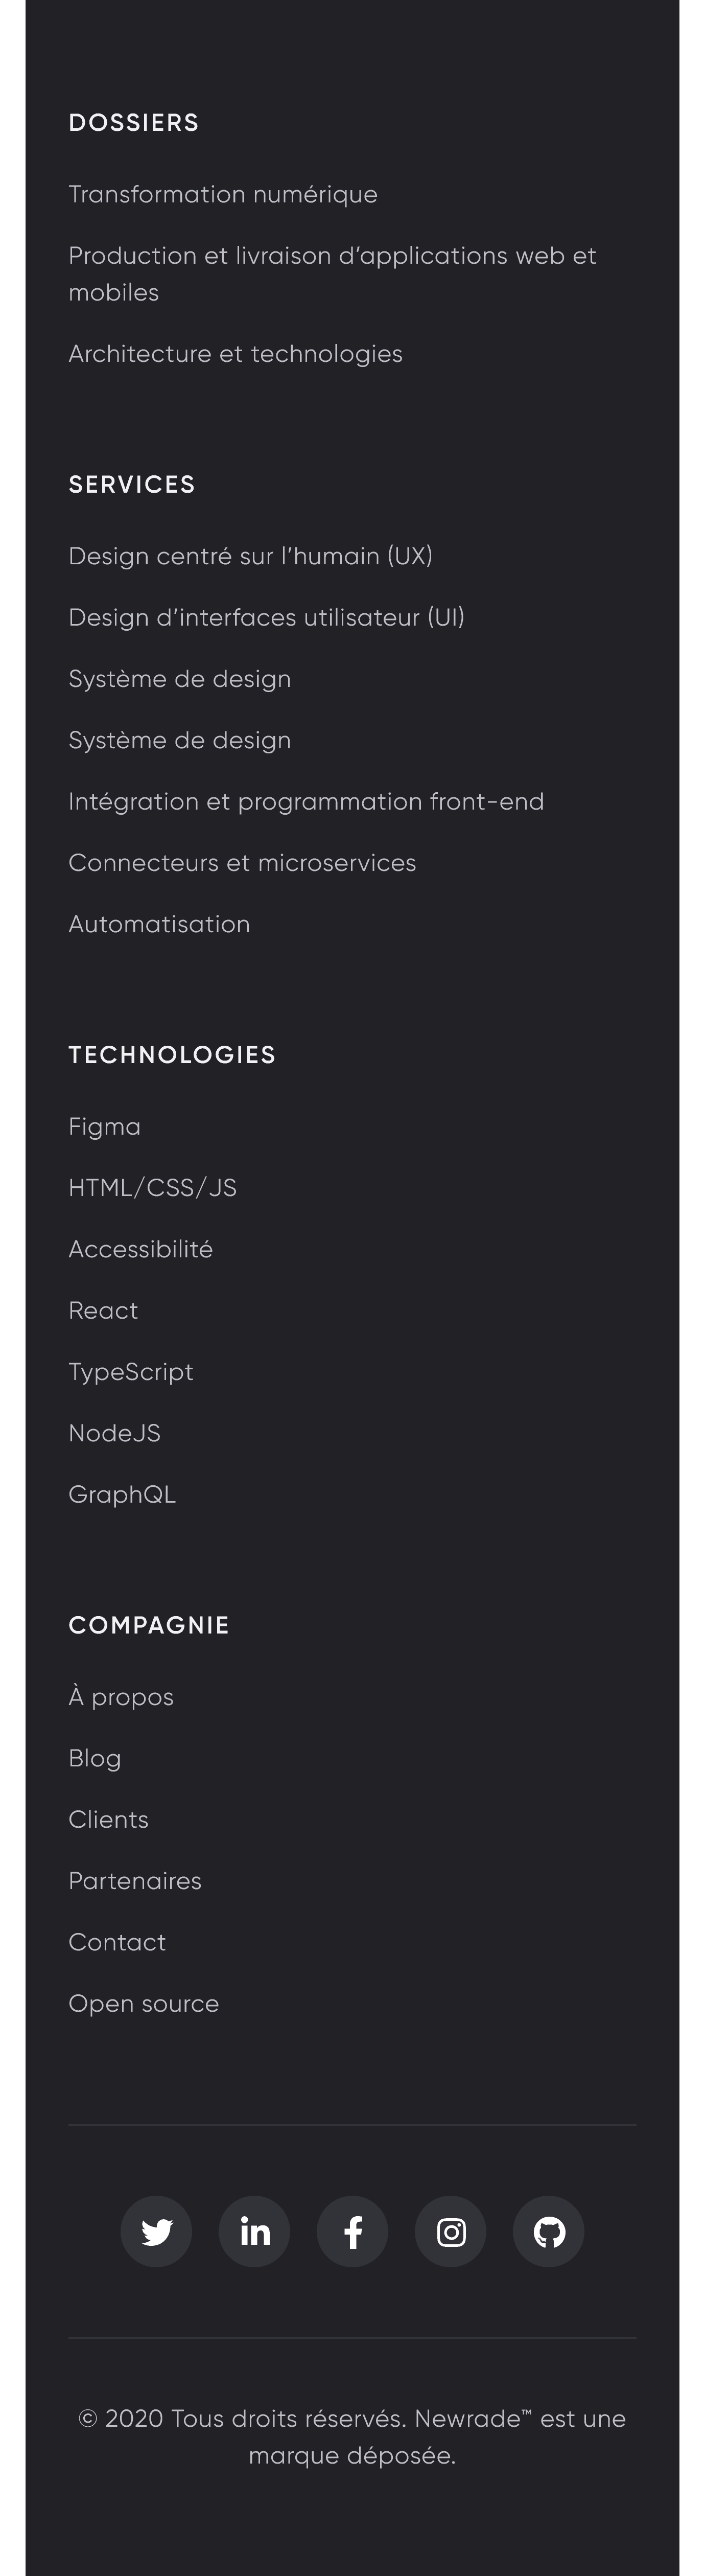 DOSSIERS
Transformation numérique
Production et livraison d’applications web et
mobiles
Architecture et technologies
SERVICES
Design centré sur l’humain (UX)
Design d’interfaces utilisateur (UI)
Système de design
Système de design
Intégration et programmation front-end
Connecteurs et microservices
Automatisation
TECHNOLOGIES
Figma
HTML/CSS/JS
Accessibilité
React
TypeScript
NodeJS
GraphQL
COMPAGNIE
À propos
Blog
Clients
Partenaires
Contact
Open source
© 2020 Tous droits réservés. Newrade™ est une
marque déposée.